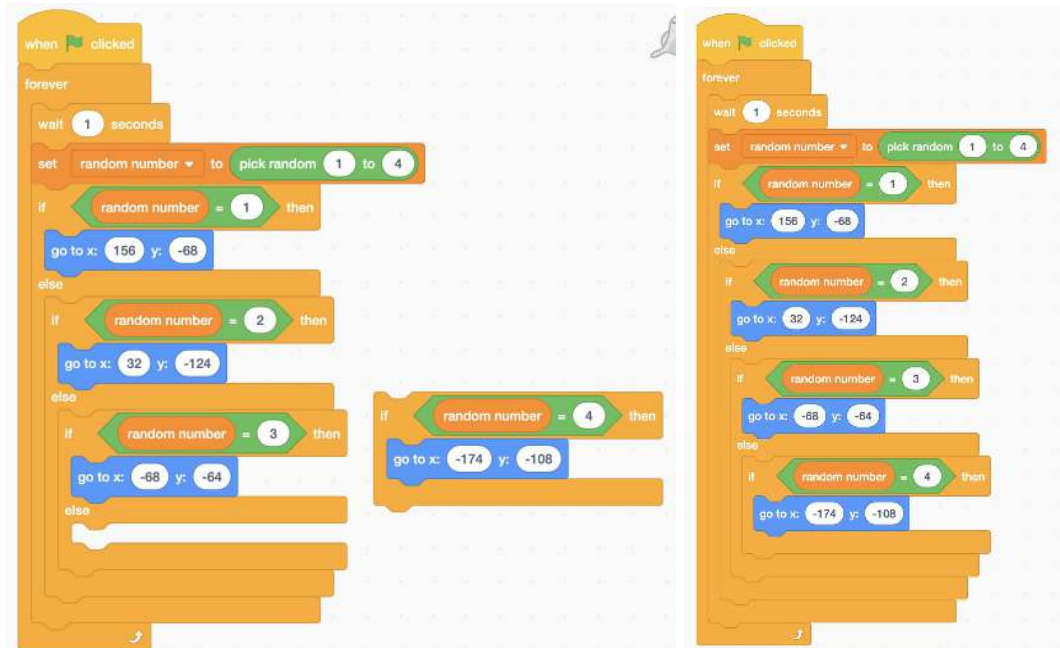 when clicked
forever
wait 1 seconds
set random number to pick random 1 to 4
if random number = 1 then
go to x: 156 y: -68
else
if random number = 2 then
go to x: 32 y: -124
else
if random number = 3 then
go to x: -68 y: -64
else
if random number = 4 then
go to x: -174 y: -108
when clicked
forever
wait 1 seconds
set random number to pick random 1 to 4
if random number = 1 then
go to x: 156 y: -68
else
if random number = 2 then
go to x: 32 y: -124
else
if random number = 3 then
go to x: -68 y: -64
else
if random number = 4 then
go to x: -174 y: -108